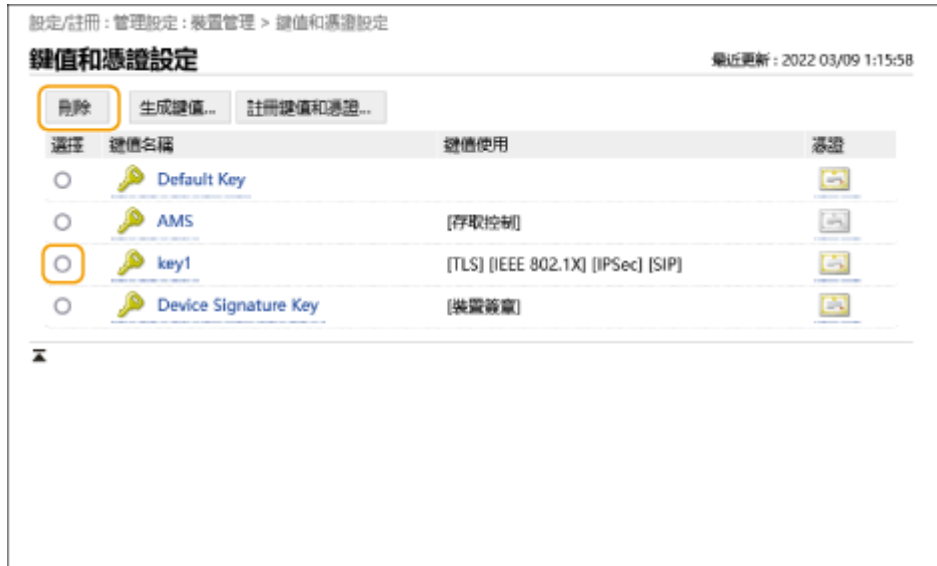 設定/註冊 : 管理設定 : 裝置管理 > 鍵值和憑證設定
鍵值和憑證設定 最近更新 : 2022 03/09 1:15:58
刪除 生成鍵值... 註冊鍵值和憑證...
選擇 鍵值名稱 鍵值使用 憑證
Default Key
AMS [存取控制]
key1 [TLS] [IEEE 802.1X] [IPSec] [SIP]
Device Signature Key [裝置簽章]